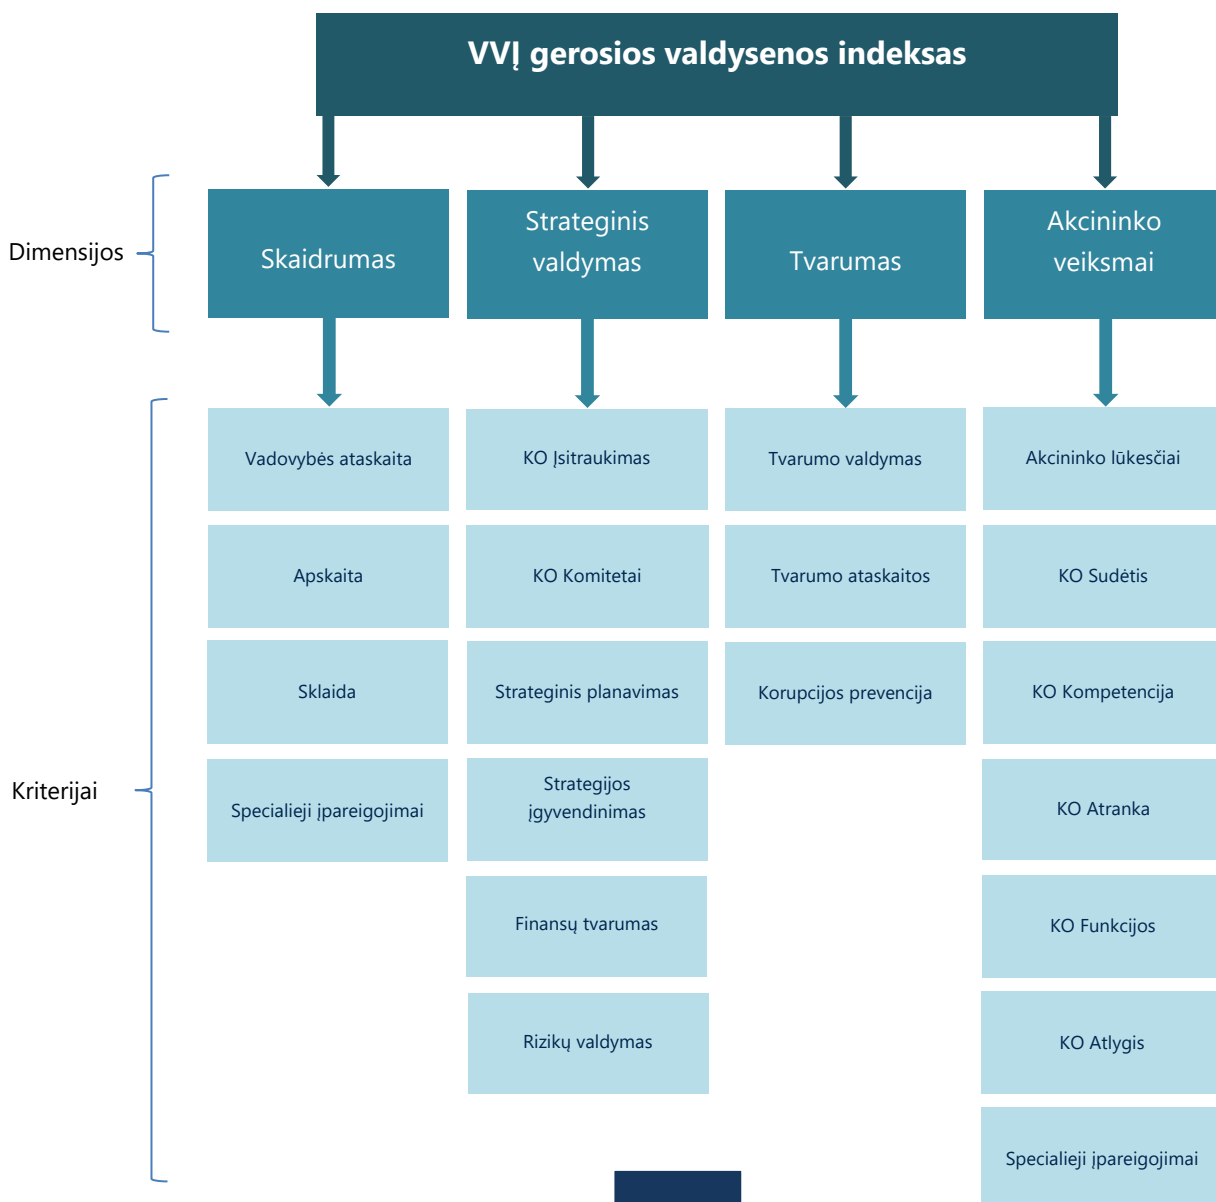 VVĮ gerosios valdysenos indeksas
Dimensijos
Skaidrumas
Strateginis
valdymas
Tvarumas
Akcininko
veiksmai
Kriterijai
Vadovybės ataskaita
Apskaita
Sklaida
Specialieji įpareigojimai
KO Įsitraukimas
KO Komitetai
Strateginis planavimas
Strategijos
įgyvendinimas
Finansų tvarumas
Rizikų valdymas
Tvarumo valdymas
Tvarumo ataskaitos
Korupcijos prevencija
Akcininko lūkesčiai
KO Sudėtis
KO Kompetencija
KO Atranka
KO Funkcijos
KO Atlygis
Specialieji įpareigojimai